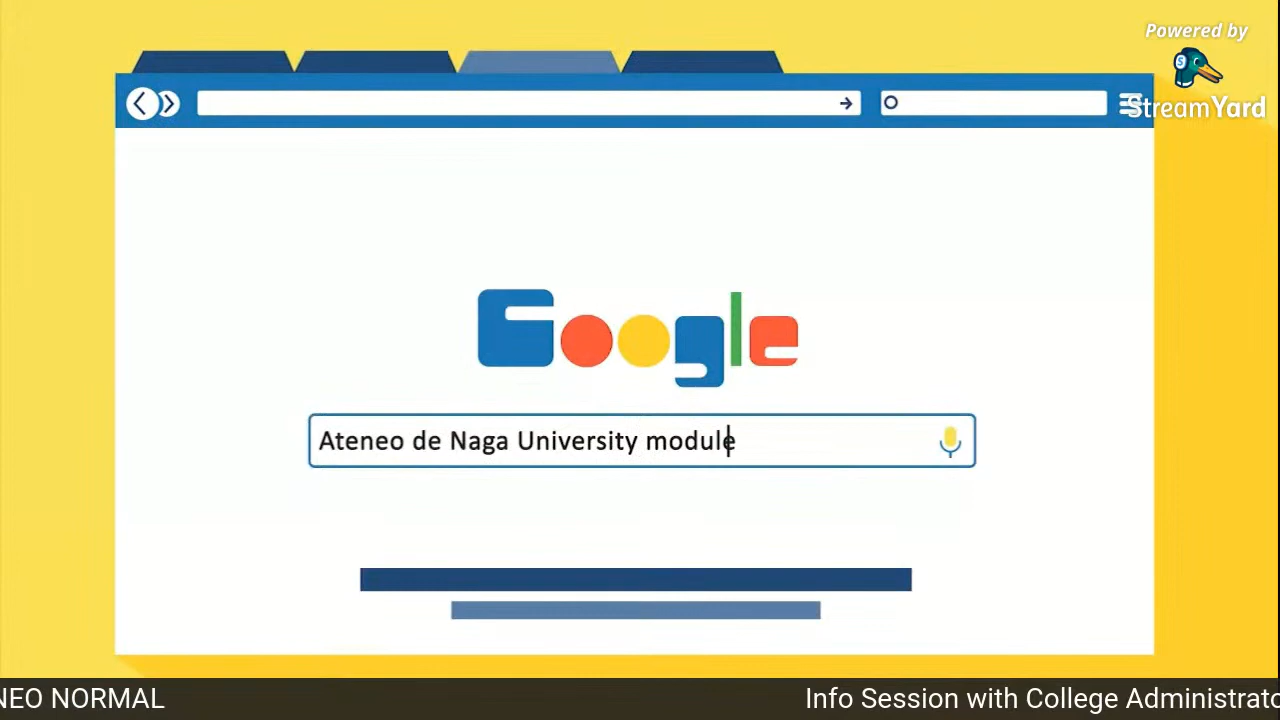 Powered by
StreamYard
Google
Ateneo de Naga University module
NEO NORMAL
Info Session with College Administrato